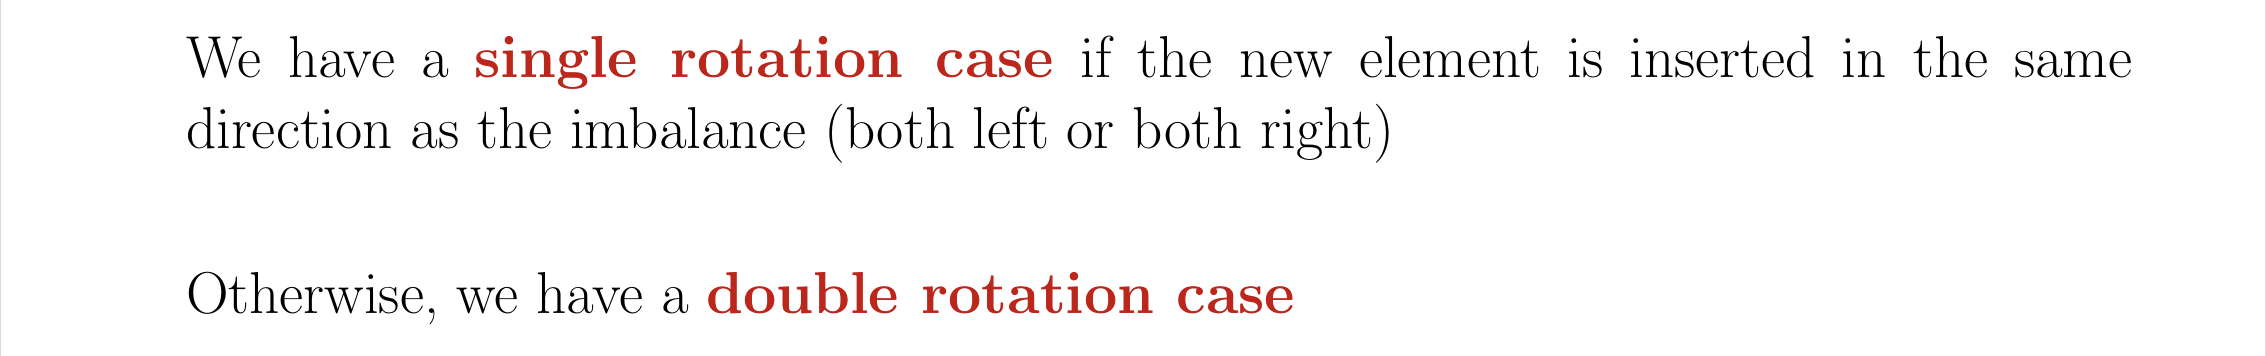 We have a single rotation case if the new element is inserted in the same
direction as the imbalance (both left or both right)
Otherwise, we have a double rotation case